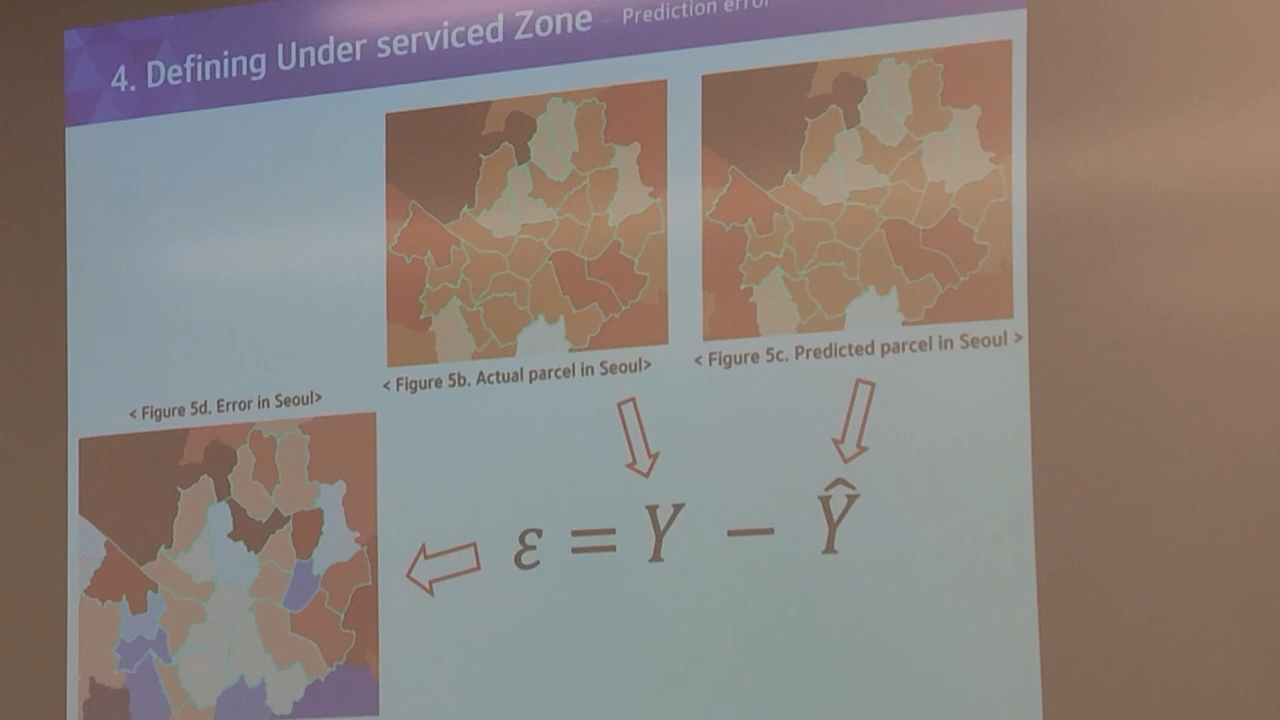 4. Defining Under serviced Zone Prediction error
< Figure 5b. Actual parcel in Seoul>
< Figure 5c. Predicted parcel in Seoul >
< Figure 5d. Error in Seoul>
ε = Y − Ŷ